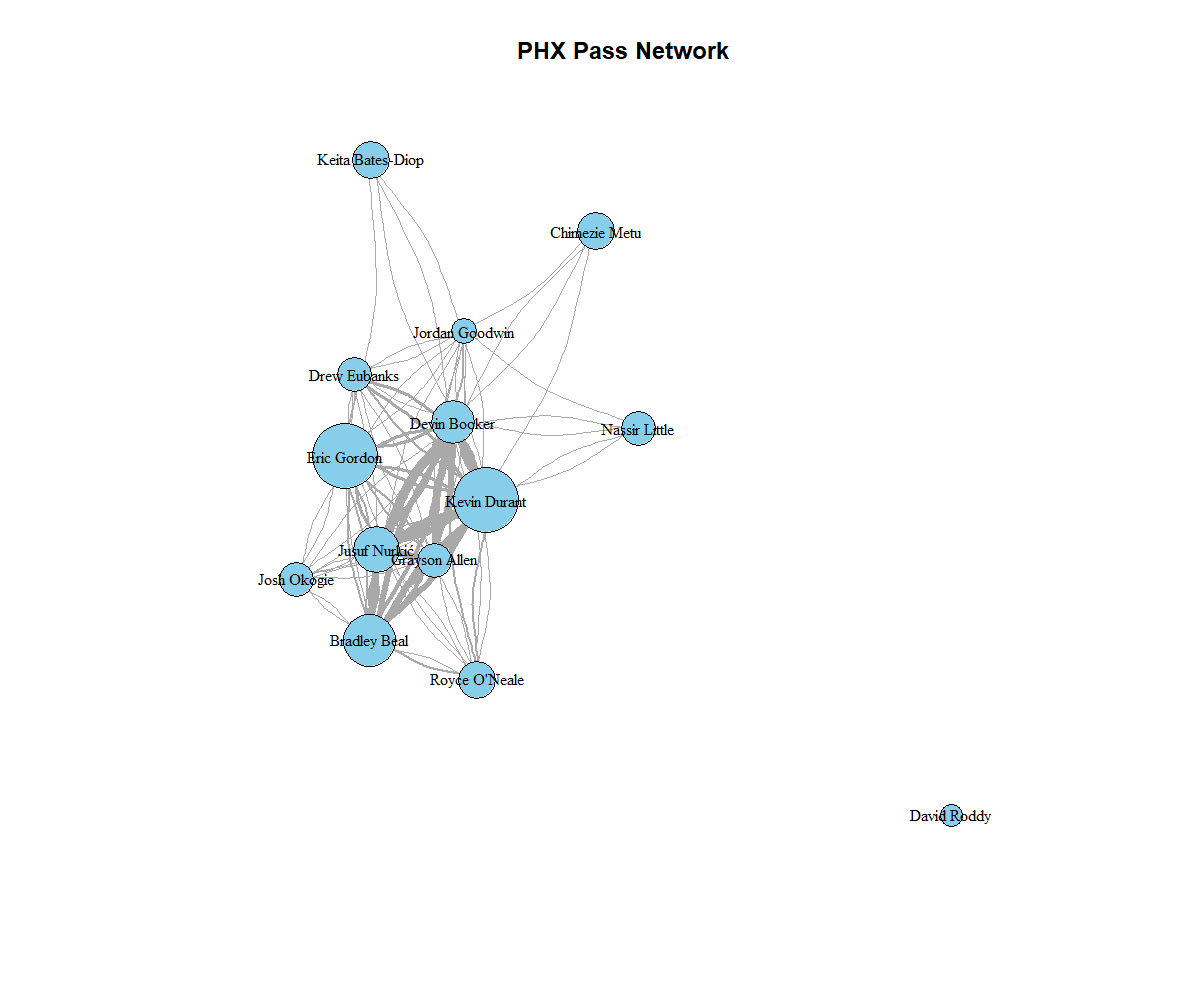 PHX Pass Network
Keita Bates-Diop
Chimezie Metu
Jordan Goodwin
Drew Eubanks
Devin Booker
Nassir Little
Eric Gordon
Kevin Durant
Jusuf Nurkić
Grayson Allen
Josh Okogie
Bradley Beal
Royce O'Neale
David Roddy